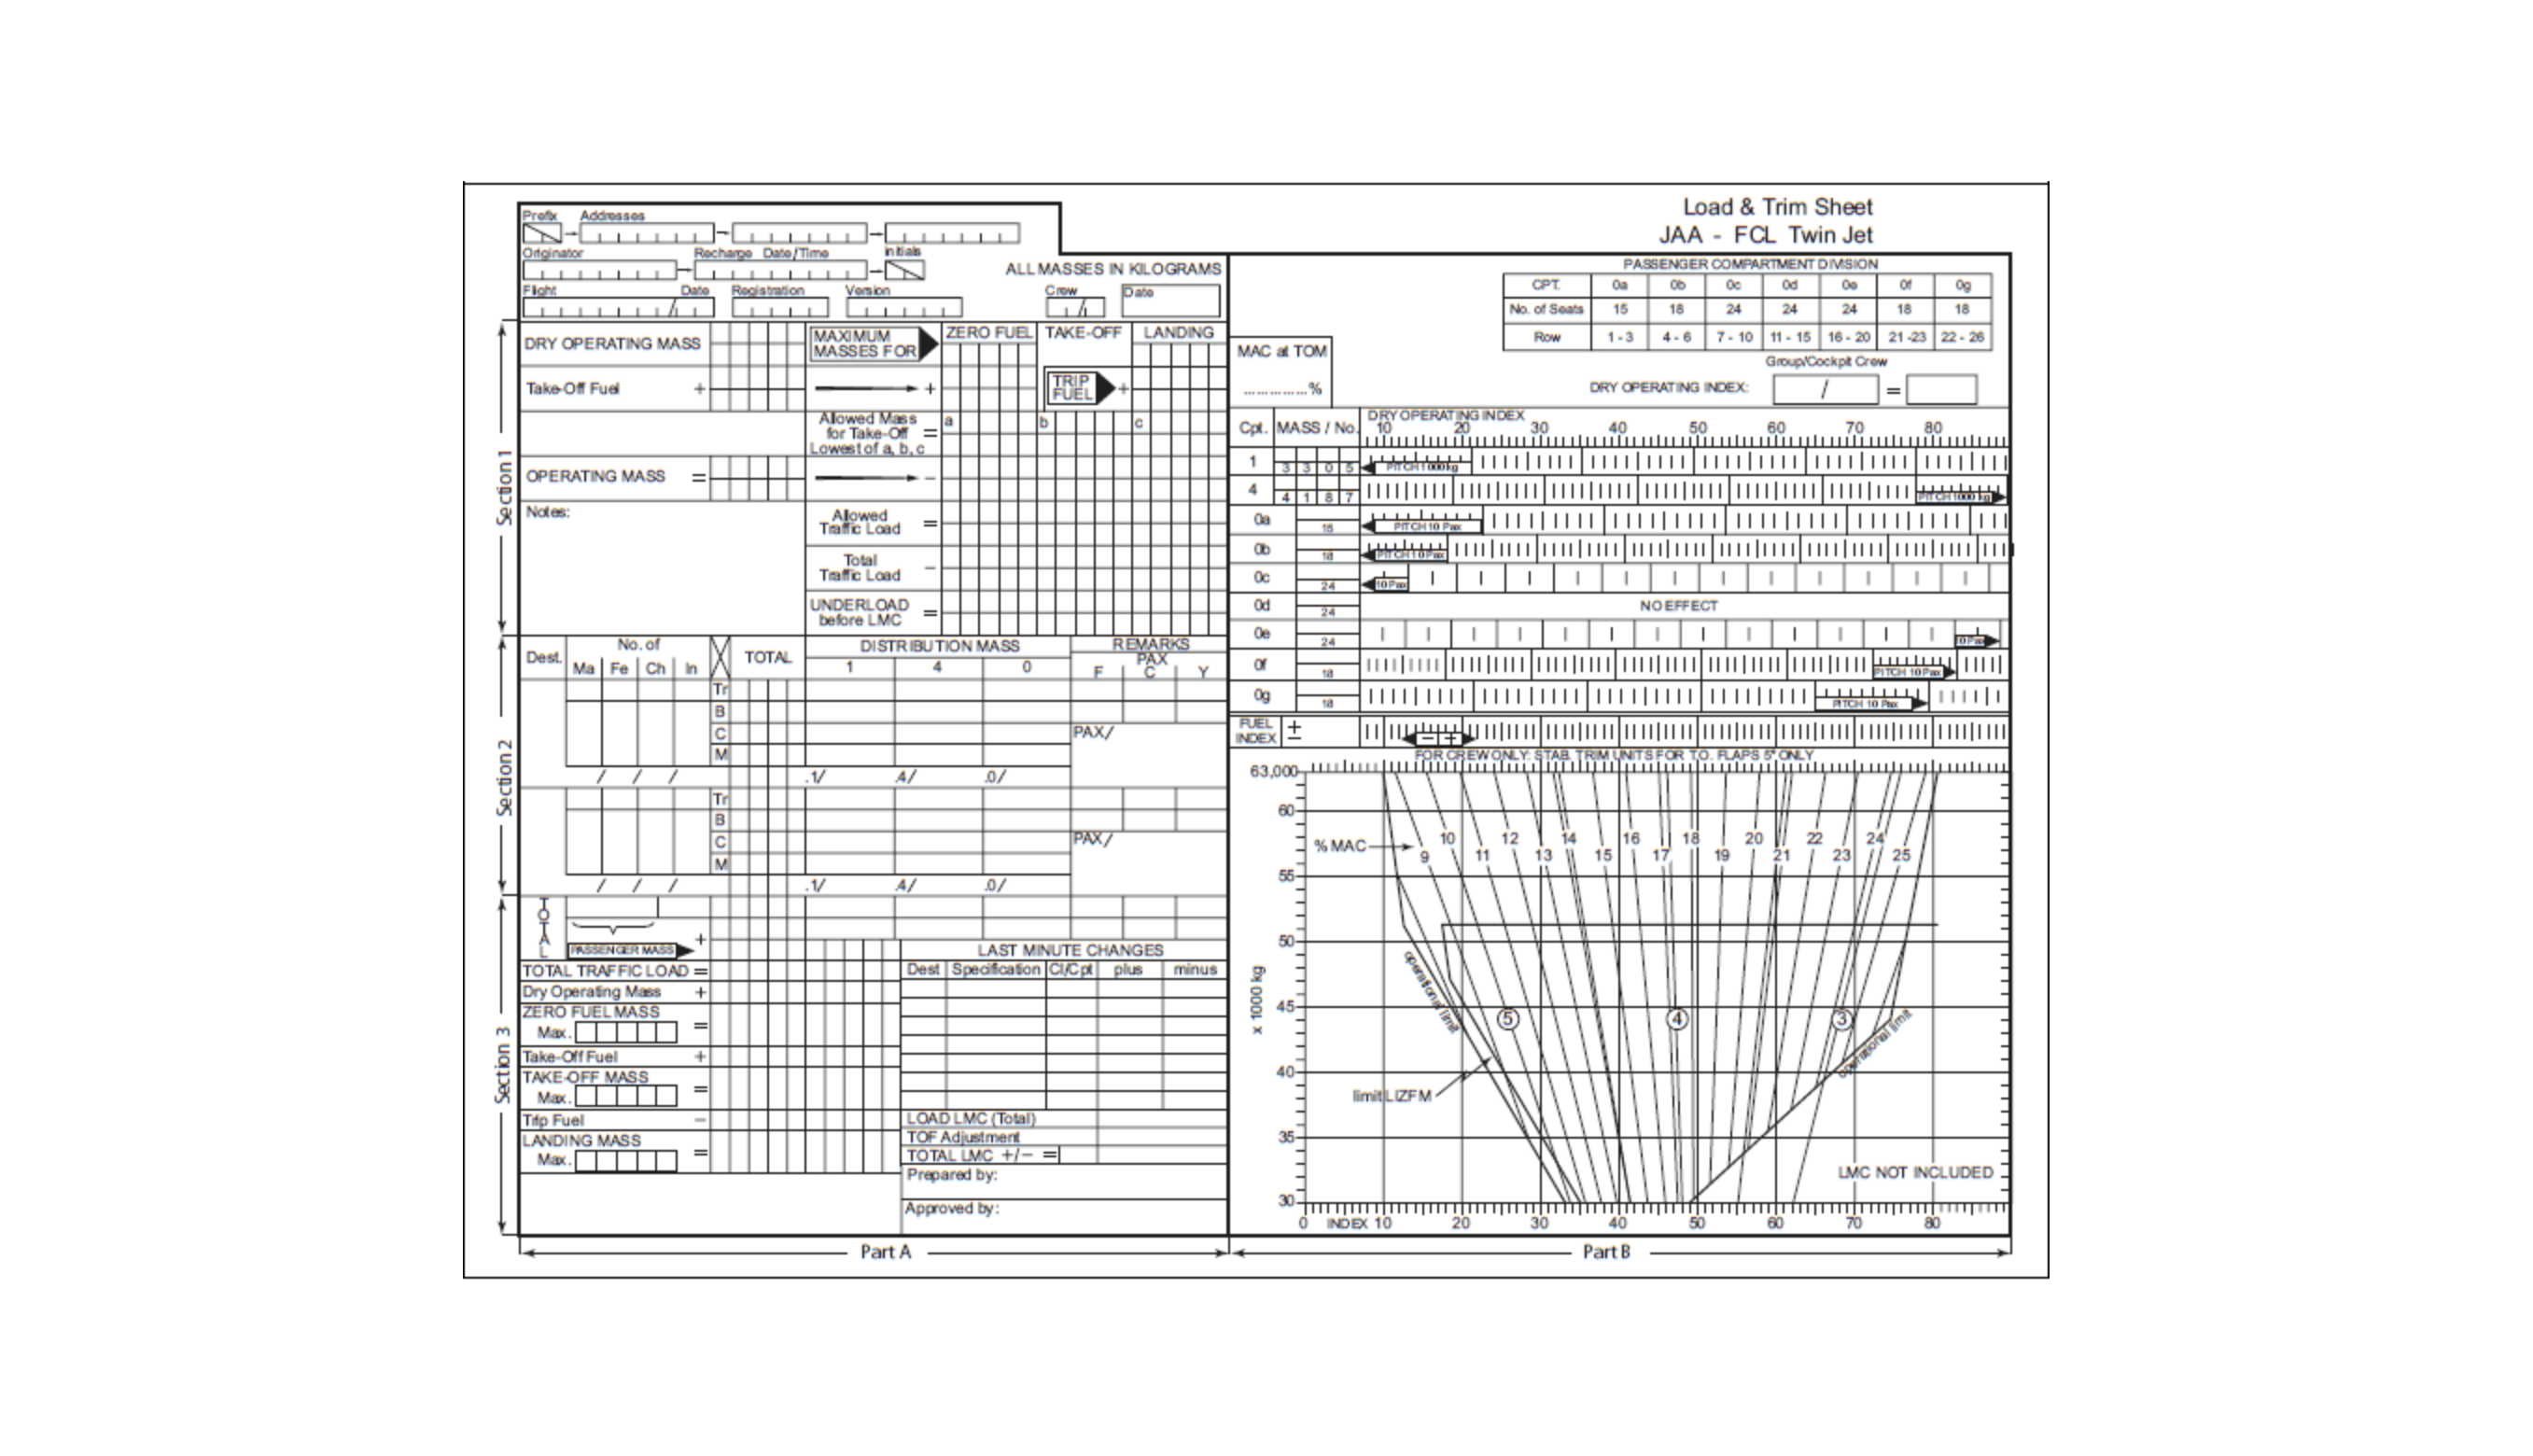 Load & Trim Sheet
JAA - FCL Twin Jet
Prefix Addresses
Originator Recharge Date/Time Initials
ALL MASSES IN KILOGRAMS
Flight Date Registration Version Crew Date
Section 1
DRY OPERATING MASS
MAXIMUM MASSES FOR
ZERO FUEL TAKE-OFF LANDING
Take-Off Fuel +
+
TRIP FUEL +
Allowed Mass for Take-Off Lowest of a, b, c =
a b c
OPERATING MASS =
−
Notes:
Allowed Traffic Load =
Total Traffic Load −
UNDERLOAD before LMC =
Section 2
Dest. No. of TOTAL DISTRIBUTION MASS REMARKS
Ma Fe Ch In 1 4 0 PAX
F C Y
Tr
B
C PAX/
M
/ / / .1/ .4/ .0/
Tr
B
C PAX/
M
/ / / .1/ .4/ .0/
Section 3
TOTAL
PASSENGER MASS +
TOTAL TRAFFIC LOAD =
Dry Operating Mass +
ZERO FUEL MASS
Max. =
Take-Off Fuel +
TAKE-OFF MASS
Max. =
Trip Fuel −
LANDING MASS
Max. =
LAST MINUTE CHANGES
Dest Specification Cl/Cpt plus minus
LOAD LMC (Total)
TOF Adjustment
TOTAL LMC +/− =
Prepared by:
Approved by:
Part A
PASSENGER COMPARTMENT DIVISION
CPT. 0a 0b 0c 0d 0e 0f 0g
No. of Seats 15 18 24 24 24 18 18
Row 1 - 3 4 - 6 7 - 10 11 - 15 16 - 20 21 -23 22 - 26
Group/Cockpit Crew
DRY OPERATING INDEX: / =
MAC at TOM
..............%
Cpt. MASS / No. DRY OPERATING INDEX
10 20 30 40 50 60 70 80
1 3 3 0 5 PITCH 1000kg
4 4 1 8 7 PITCH 1000 kg
0a 15 PITCH 10 Pax
0b 18 PITCH 10 Pax
0c 24 10 Pax
0d 24 NO EFFECT
0e 24 10 Pax
0f 18 PITCH 10 Pax
0g 18 PITCH 10 Pax
FUEL INDEX ± − +
FOR CREW ONLY: STAB. TRIM UNITS FOR T.O. FLAPS 5° ONLY
63,000
60
% MAC 9 10 11 12 13 14 15 16 17 18 19 20 21 22 23 24 25
55
50
x 1000 kg
operational limit
45
5 4 3
operational limit
40
limit LIZFM
35
LMC NOT INCLUDED
30
0 INDEX 10 20 30 40 50 60 70 80
Part B